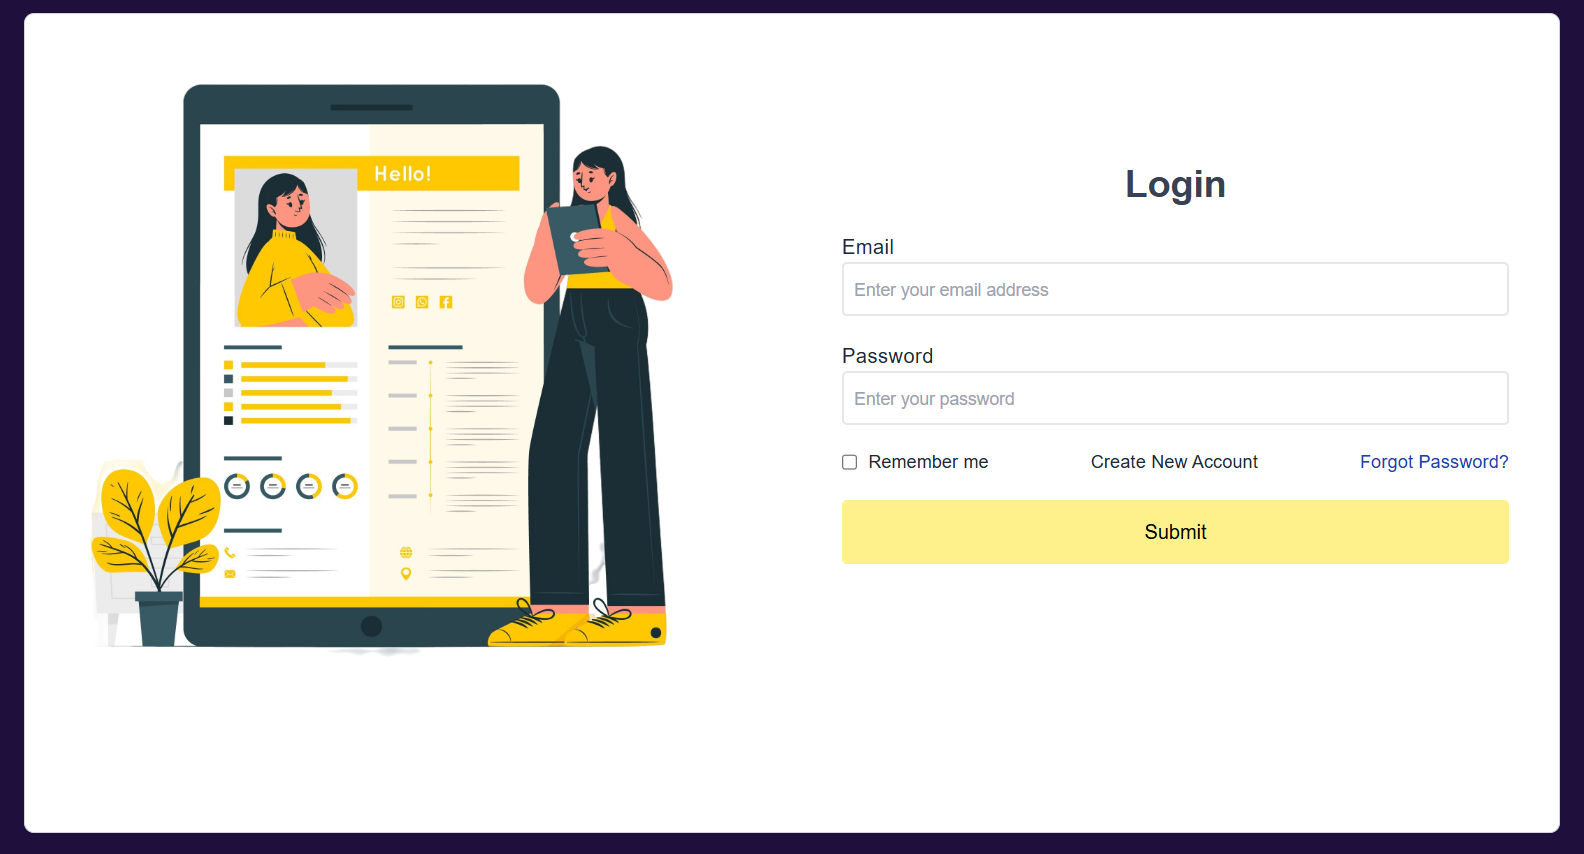 Hello!
Login
Email
Enter your email address
Password
Enter your password
Remember me
Create New Account
Forgot Password?
Submit